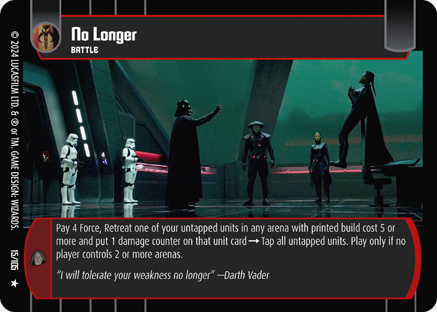 No Longer
BATTLE
Pay 4 Force, Retreat one of your untapped units in any arena with printed build cost 5 or
more and put 1 damage counter on that unit card→Tap all untapped units. Play only if no
player controls 2 or more arenas.
“I will tolerate your weakness no longer” –Darth Vader
© 2024 LUCASFILM LTD. & ® or TM. GAME DESIGN: WIZARDS.
15/105 ★